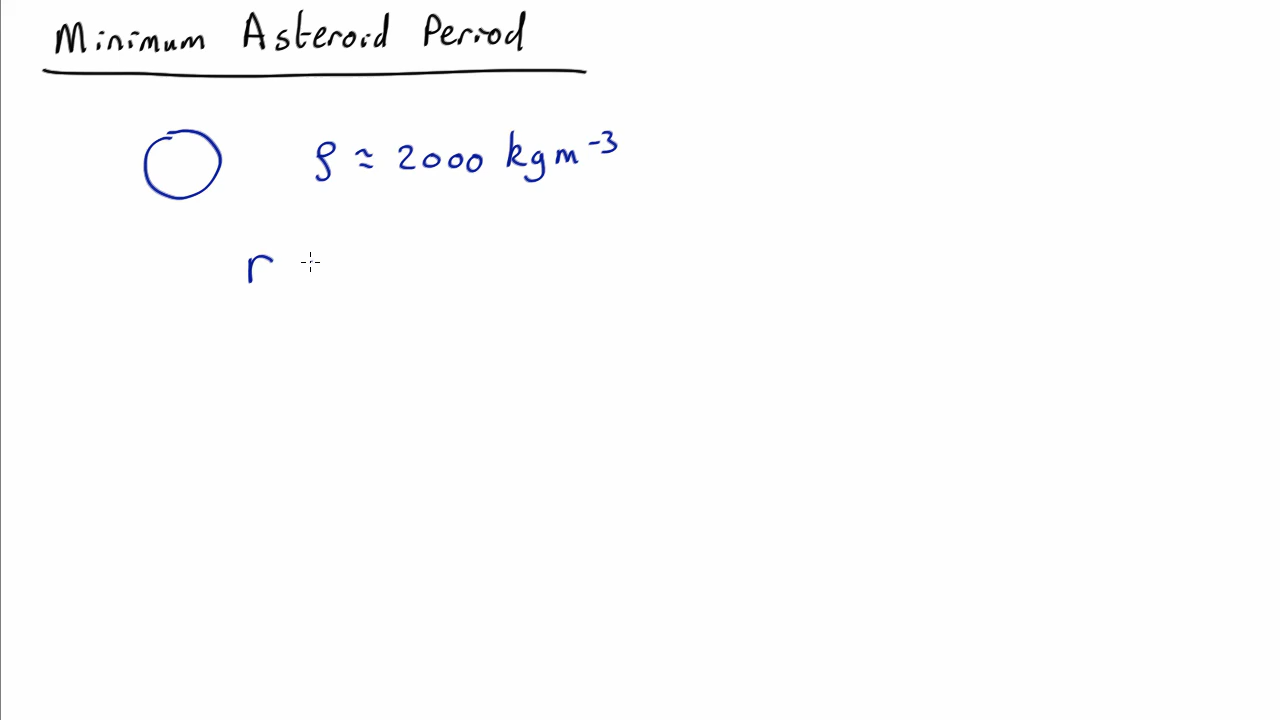 Minimum Asteroid Period
ρ ≈ 2000 kgm⁻³
r